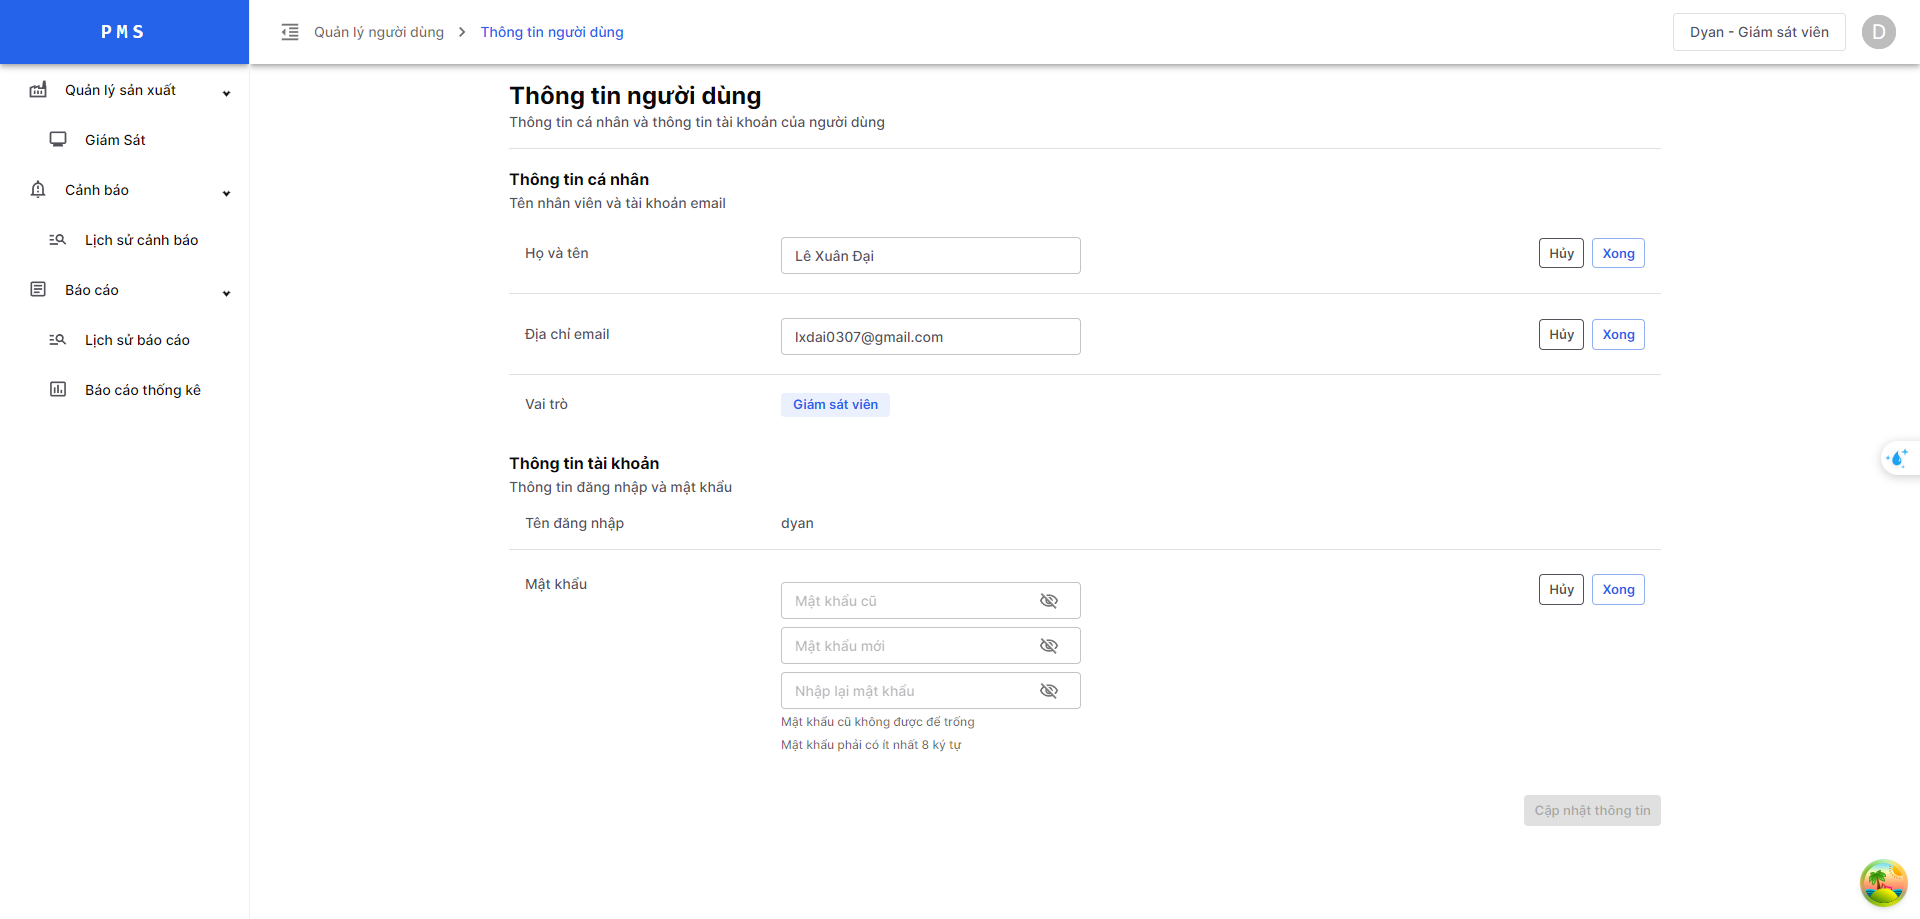 PMS
Quản lý người dùng
Thông tin người dùng
Dyan - Giám sát viên
D
Quản lý sản xuất
Giám Sát
Cảnh báo
Lịch sử cảnh báo
Báo cáo
Lịch sử báo cáo
Báo cáo thống kê
Thông tin người dùng
Thông tin cá nhân và thông tin tài khoản của người dùng
Thông tin cá nhân
Tên nhân viên và tài khoản email
Họ và tên
Lê Xuân Đại
Hủy
Xong
Địa chỉ email
lxdai0307@gmail.com
Hủy
Xong
Vai trò
Giám sát viên
Thông tin tài khoản
Thông tin đăng nhập và mật khẩu
Tên đăng nhập
dyan
Mật khẩu
Mật khẩu cũ
Hủy
Xong
Mật khẩu mới
Nhập lại mật khẩu
Mật khẩu cũ không được để trống
Mật khẩu phải có ít nhất 8 ký tự
Cập nhật thông tin